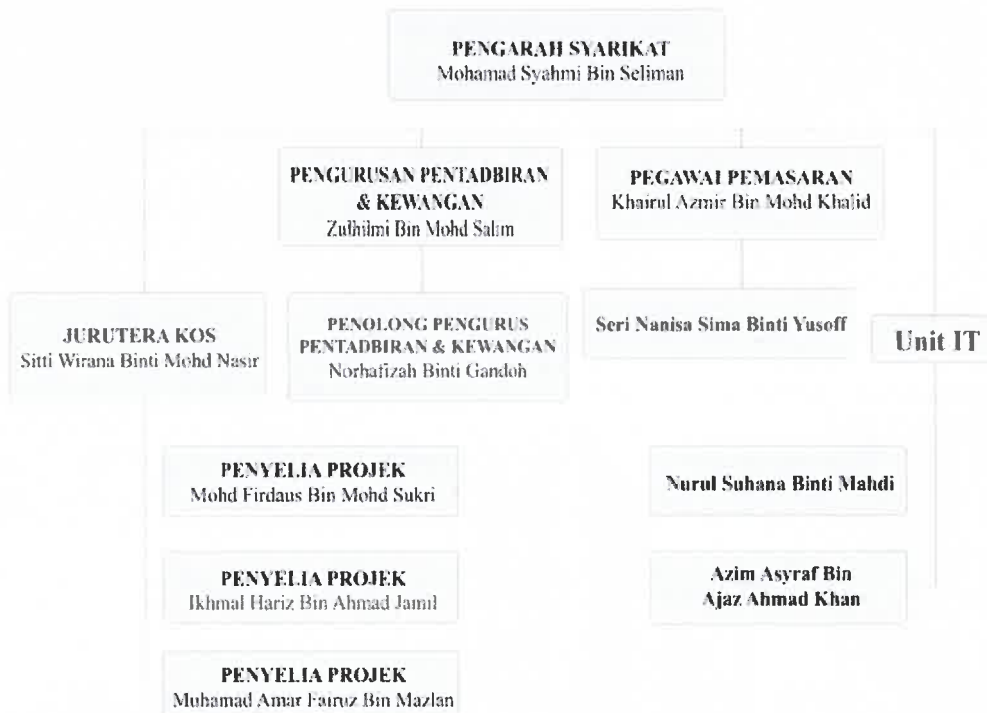 PENGARAH SYARIKAT
Mohamad Syahmi Bin Seliman
PENGURUSAN PENTADBIRAN
& KEWANGAN
Zulhilmi Bin Mohd Salim
PEGAWAI PEMASARAN
Khairul Azmir Bin Mohd Khalid
JURUTERA KOS
Sitti Wirana Binti Mohd Nasir
PENOLONG PENGURUS
PENTADBIRAN & KEWANGAN
Norhafizah Binti Gandoh
Seri Nanisa Sima Binti Yusoff
Unit IT
PENYELIA PROJEK
Mohd Firdaus Bin Mohd Sukri
Nurul Suhana Binti Mahdi
PENYELIA PROJEK
Ikhmal Hariz Bin Ahmad Jamil
Azim Asyraf Bin
Ajaz Ahmad Khan
PENYELIA PROJEK
Muhamad Amar Fairuz Bin Mazlan